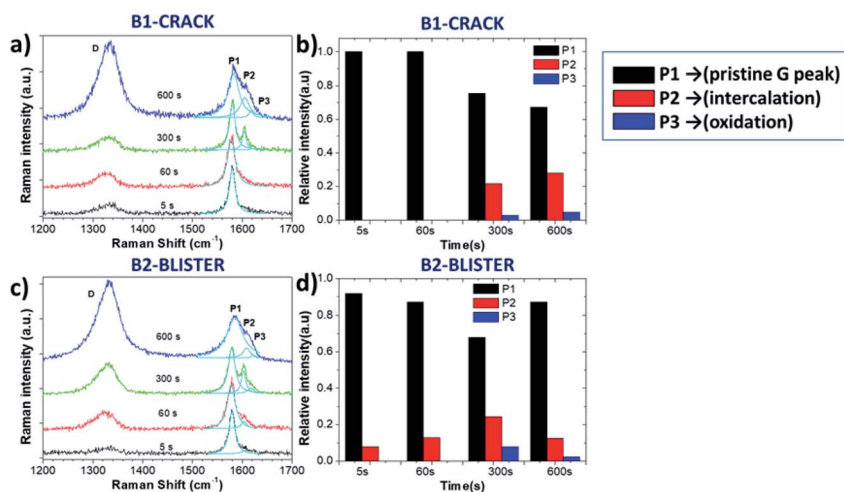 B1-CRACK
a)
D
P1
P2
P3
600 s
300 s
60 s
5 s
Raman intensity (a.u.)
1200 1300 1400 1500 1600 1700
Raman Shift (cm⁻¹)
B1-CRACK
b)
1.0
0.8
0.6
0.4
0.2
0.0
P1
P2
P3
Relative intensity(a.u)
5s 60s 300s 600s
Time(s)
P1 →(pristine G peak)
P2 →(intercalation)
P3 →(oxidation)
B2-BLISTER
c)
D
P1
P2
P3
600 s
300 s
60 s
5 s
Raman intensity (a.u.)
1200 1300 1400 1500 1600 1700
Raman Shift (cm⁻¹)
B2-BLISTER
d)
1.0
0.8
0.6
0.4
0.2
0.0
P1
P2
P3
Relative intensity(a.u)
5s 60s 300s 600s
Time(s)